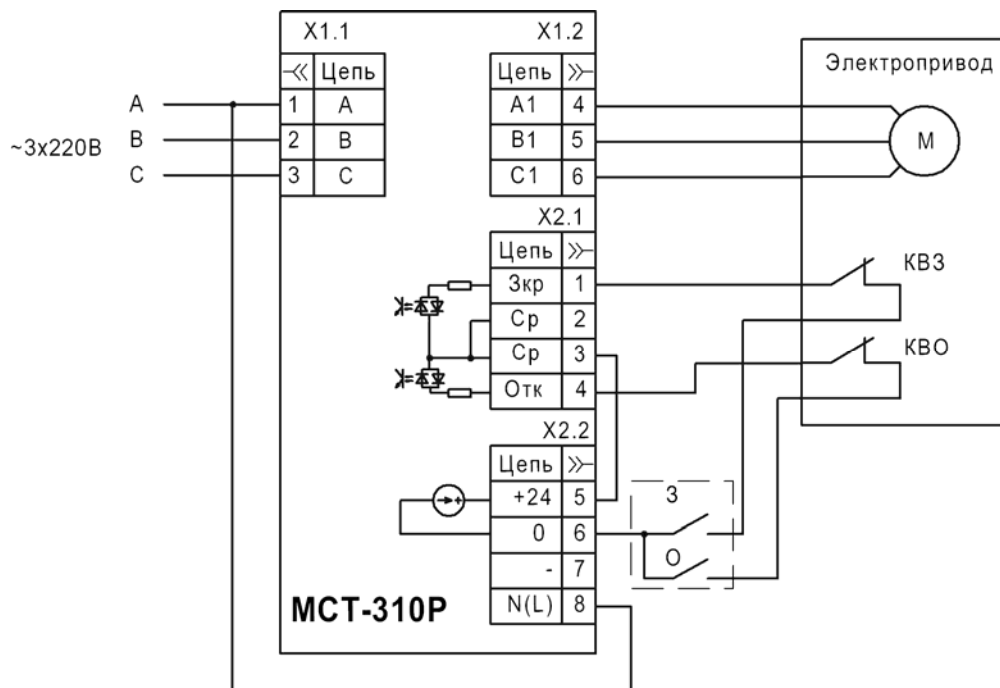 X1.1
X1.2
Цепь
1 A
2 B
3 C
~3x220В
A
B
C
Цепь
A1 4
B1 5
C1 6
Электропривод
М
X2.1
Цепь
Зкр 1
Ср 2
Ср 3
Отк 4
КВЗ
КВО
X2.2
Цепь
+24 5
0 6
- 7
N(L) 8
З
О
МСТ-310Р